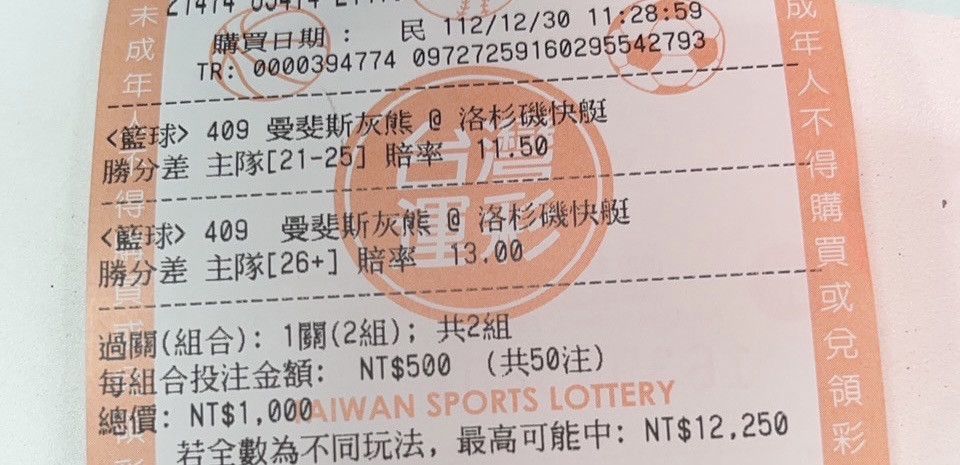 購買日期 : 民 112/12/30 11:28:59
TR: 0000394774 09727259160295542793
<籃球> 409 曼斐斯灰熊 @ 洛杉磯快艇
勝分差 主隊[21-25] 賠率 11.50
<籃球> 409 曼斐斯灰熊 @ 洛杉磯快艇
勝分差 主隊[26+] 賠率 13.00
過關(組合): 1關(2組); 共2組
每組合投注金額: NT$500 (共50注)
總價: NT$1,000
若全數為不同玩法, 最高可能中: NT$12,250
台灣
運彩
TAIWAN SPORTS LOTTERY
未成年人不得購買或
成年人不得購買或兌領彩